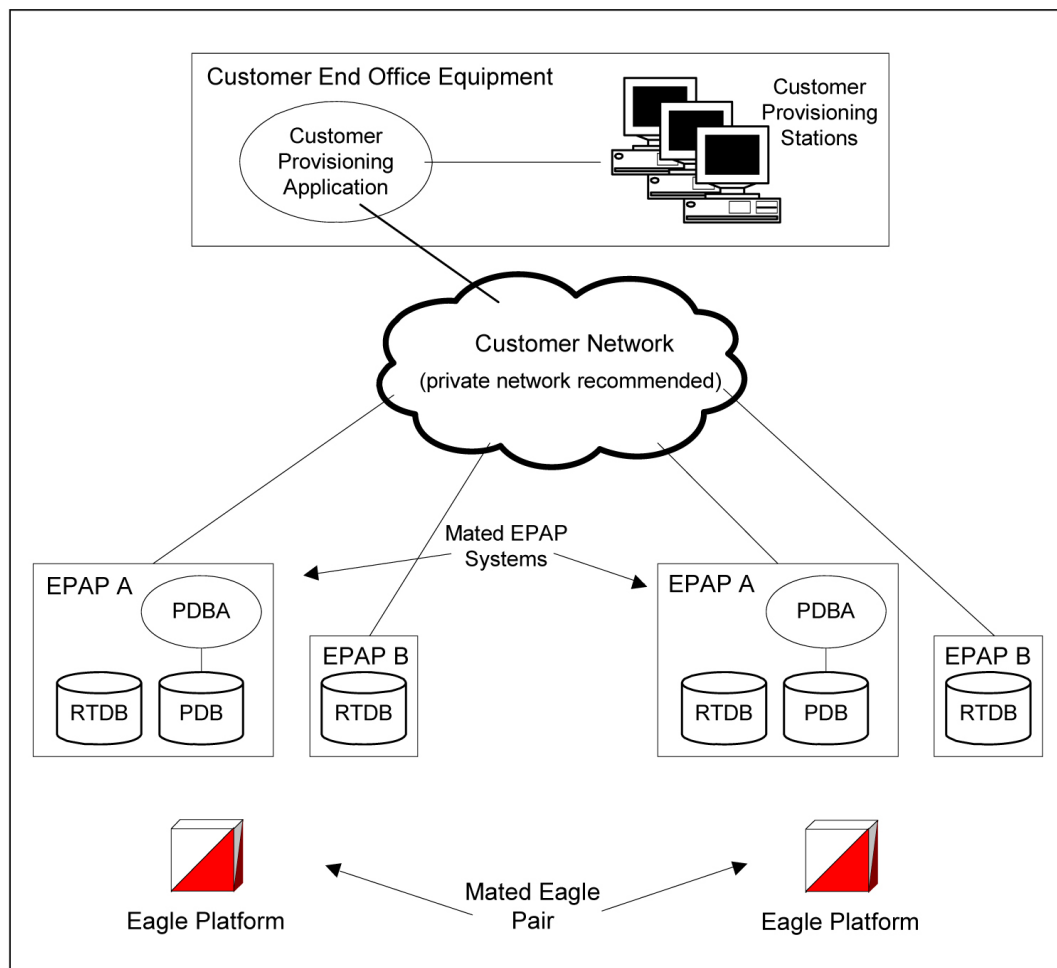 Customer End Office Equipment
Customer
Provisioning
Application
Customer
Provisioning
Stations
Customer Network
(private network recommended)
Mated EPAP
Systems
EPAP A
PDBA
RTDB
PDB
EPAP B
RTDB
EPAP A
PDBA
RTDB
PDB
EPAP B
RTDB
Eagle Platform
Mated Eagle
Pair
Eagle Platform